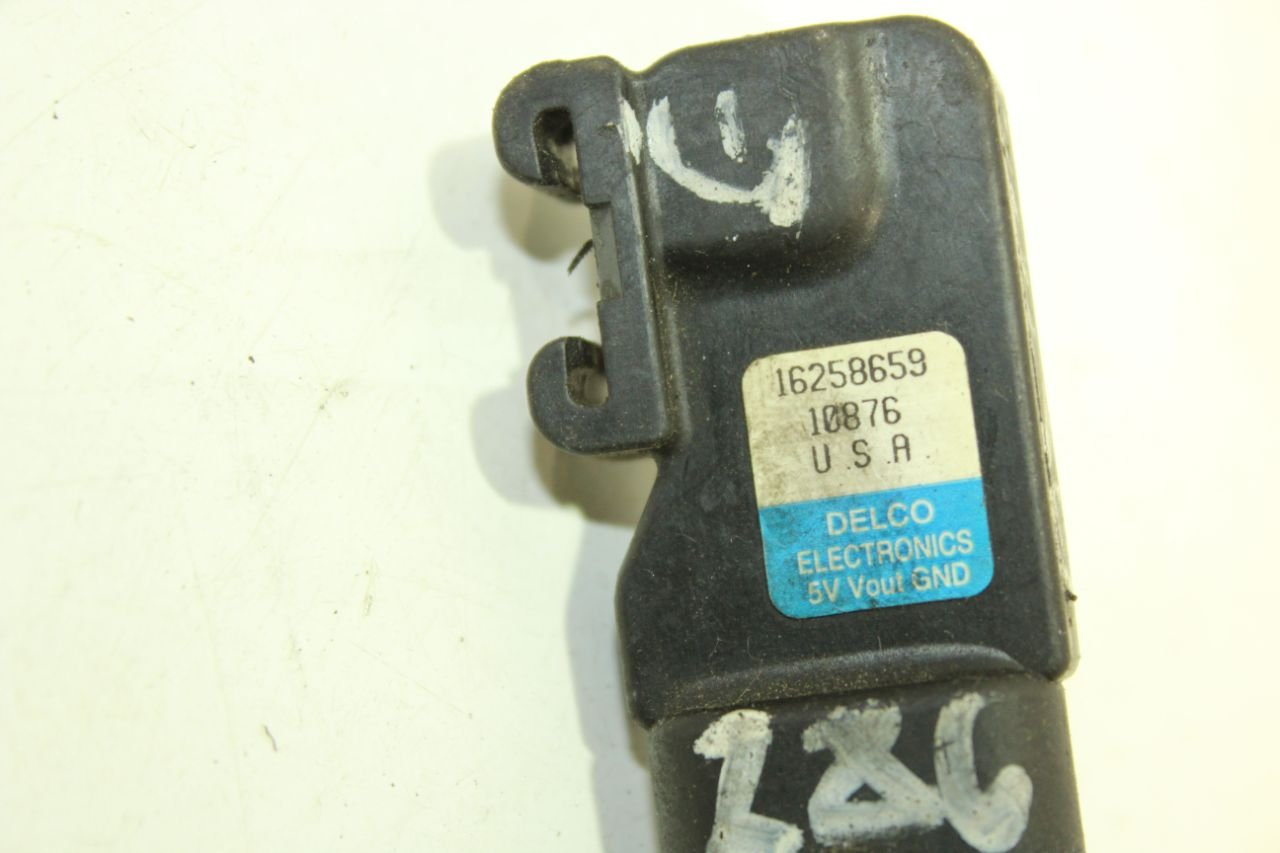 16258659
10876
U.S.A.
DELCO
ELECTRONICS
5V Vout GND